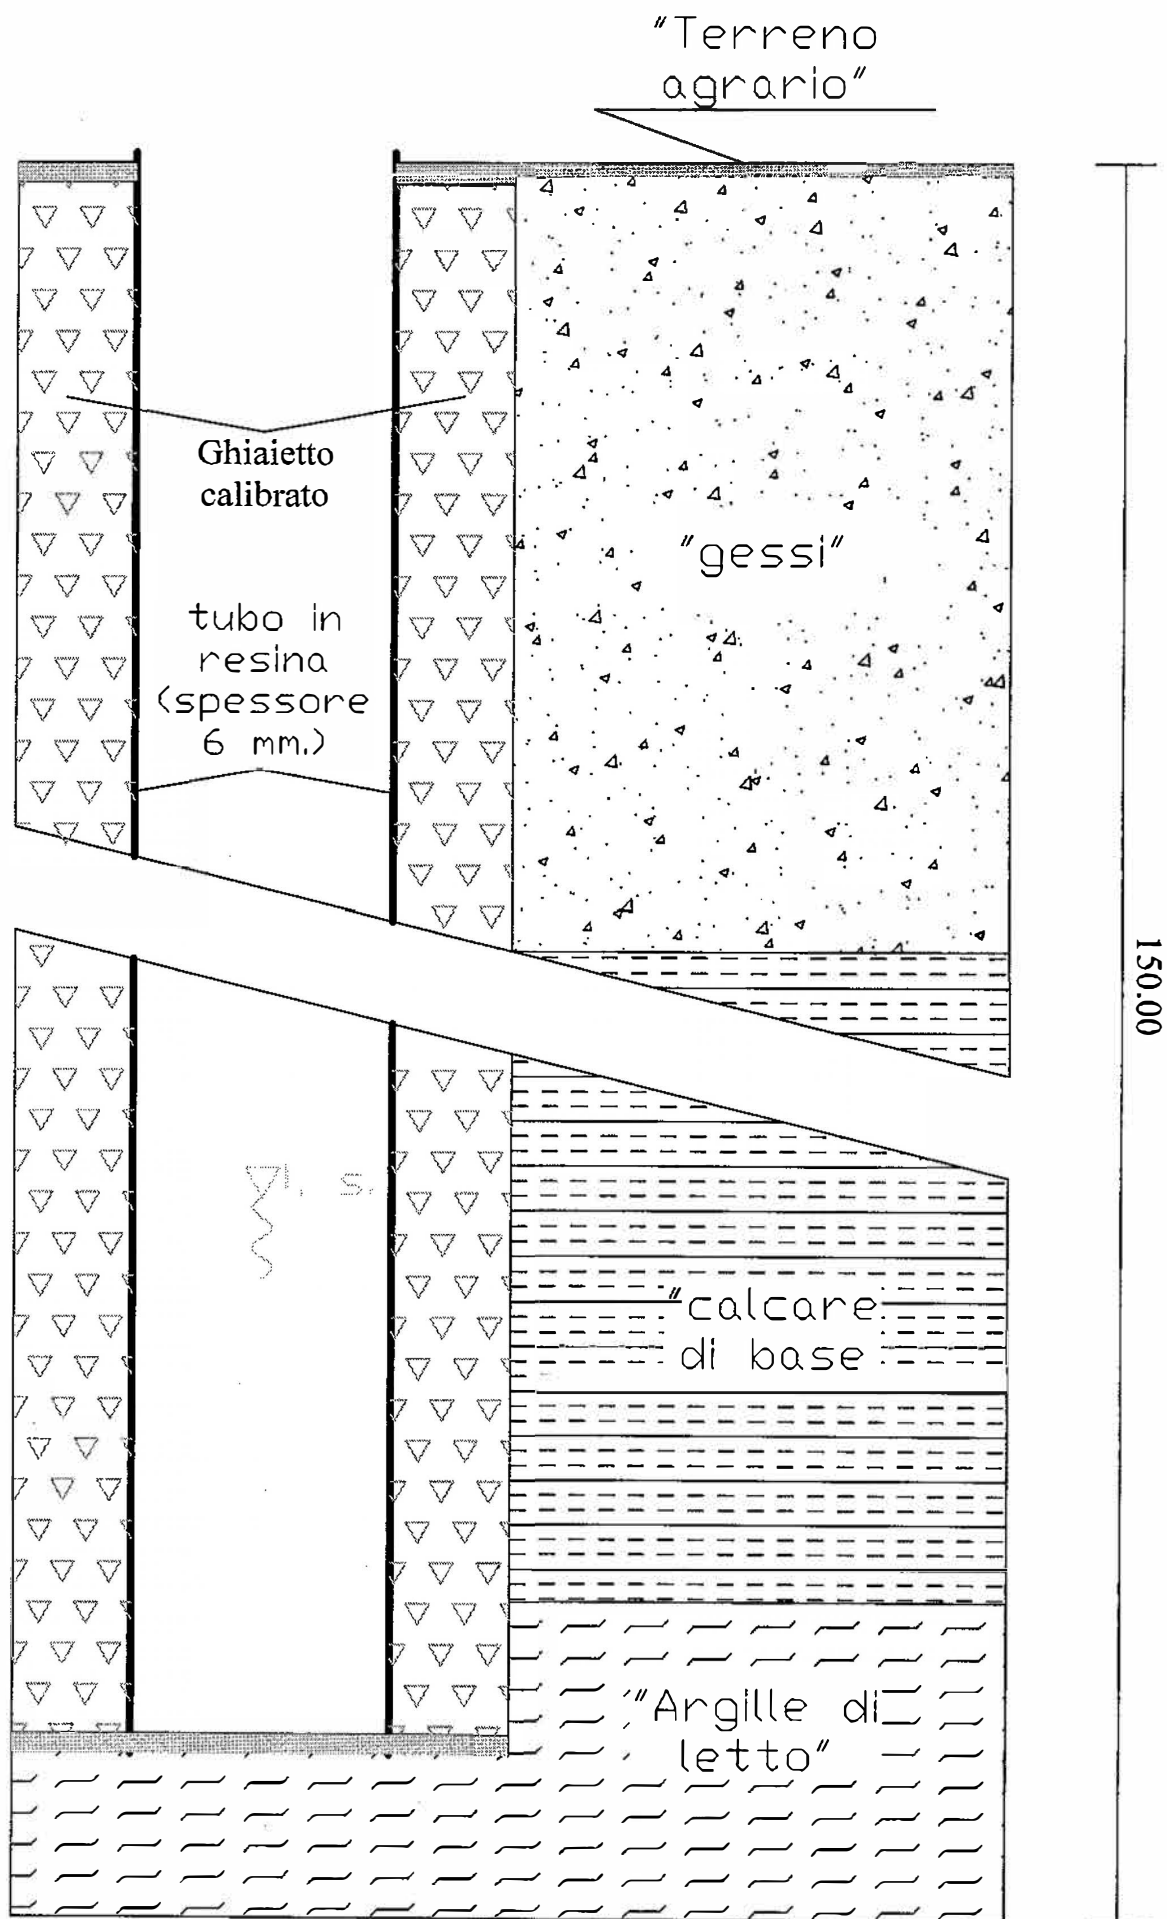 "Terreno
agrario"
Ghiaietto
calibrato
"gessi"
tubo in
resina
(spessore
6 mm.)
150.00
l. s.
"calcare
di base
"Argille di
letto"